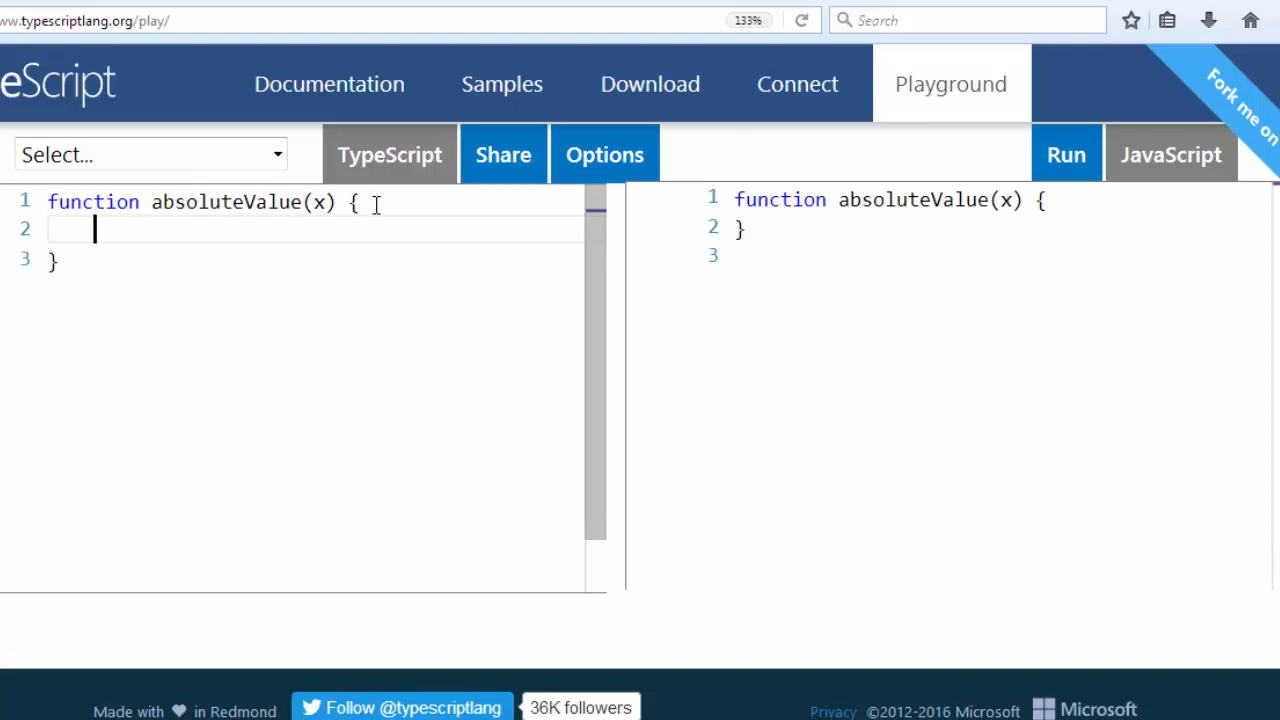 ww.typescriptlang.org/play/
133%
Search
eScript
Documentation
Samples
Download
Connect
Playground
Fork me on
Select...
TypeScript
Share
Options
Run
JavaScript
1 function absoluteValue(x) {
2
3 }
1 function absoluteValue(x) {
2 }
3
Made with ♥ in Redmond
Follow @typescriptlang
36K followers
Privacy ©2012-2016 Microsoft
Microsoft